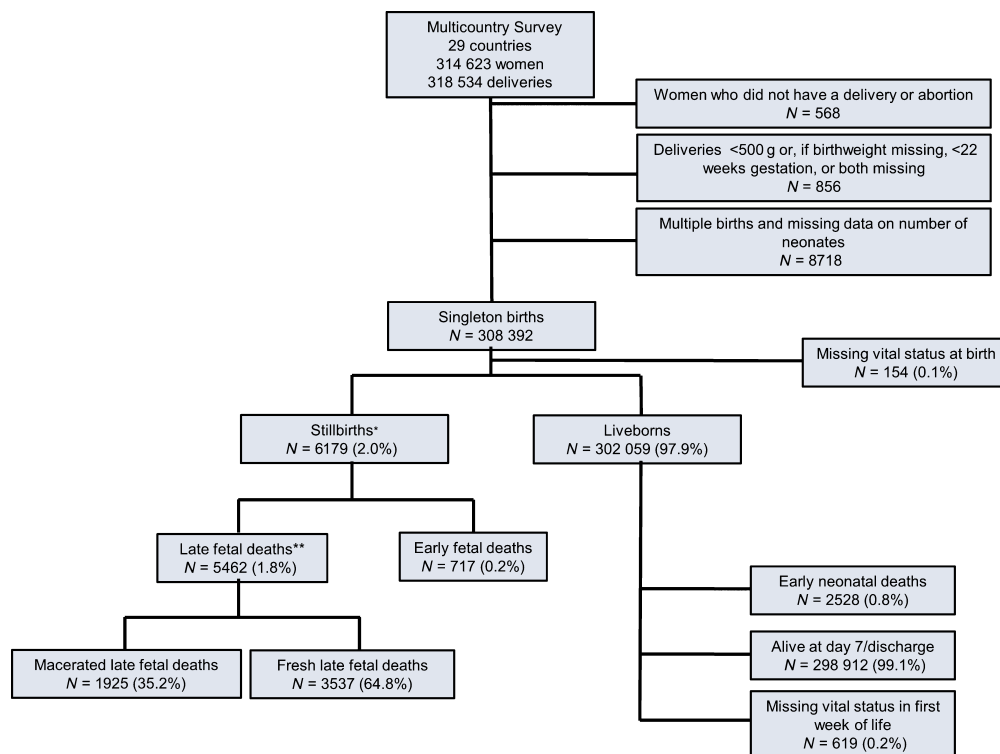 Multicountry Survey
29 countries
314 623 women
318 534 deliveries
Women who did not have a delivery or abortion
N = 568
Deliveries <500 g or, if birthweight missing, <22
weeks gestation, or both missing
N = 856
Multiple births and missing data on number of
neonates
N = 8718
Singleton births
N = 308 392
Missing vital status at birth
N = 154 (0.1%)
Stillbirths*
N = 6179 (2.0%)
Liveborns
N = 302 059 (97.9%)
Late fetal deaths**
N = 5462 (1.8%)
Early fetal deaths
N = 717 (0.2%)
Early neonatal deaths
N = 2528 (0.8%)
Alive at day 7/discharge
N = 298 912 (99.1%)
Macerated late fetal deaths
N = 1925 (35.2%)
Fresh late fetal deaths
N = 3537 (64.8%)
Missing vital status in first
week of life
N = 619 (0.2%)